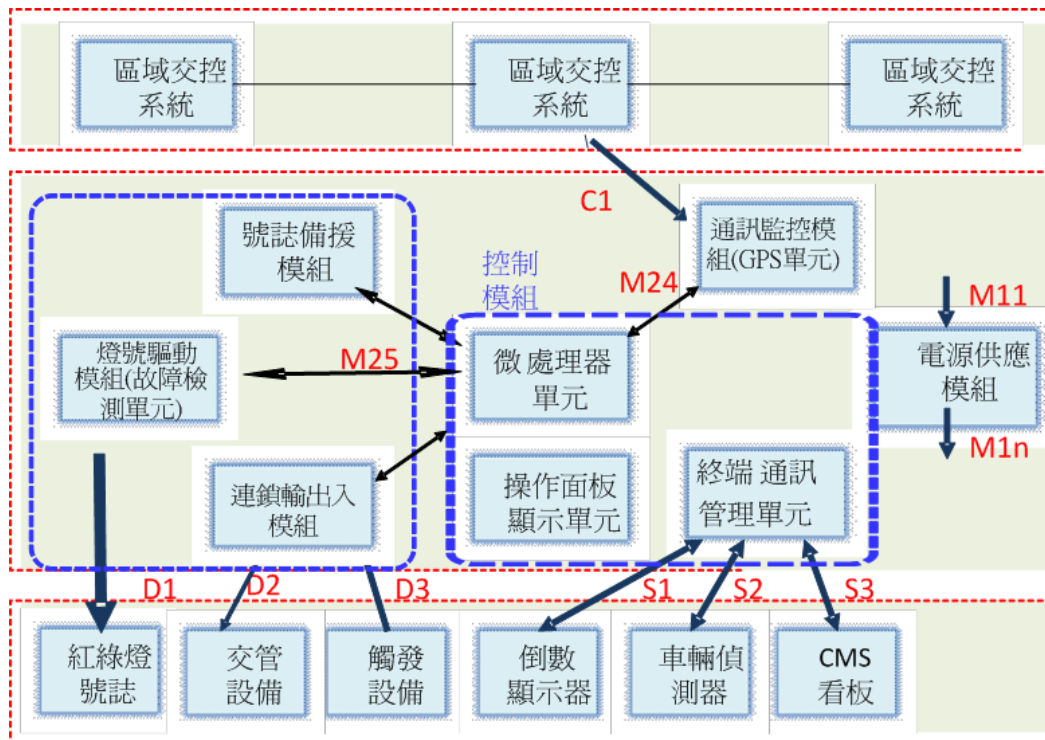 區域交控
系統
區域交控
系統
區域交控
系統
C1
號誌備援
模組
控制
模組
通訊監控模
組(GPS單元)
M24
M11
燈號驅動
模組(故障檢
測單元)
M25
微 處理器
單元
電源供應
模組
M1n
連鎖輸出入
模組
操作面板
顯示單元
終端 通訊
管理單元
D1
D2
D3
S1
S2
S3
紅綠燈
號誌
交管
設備
觸發
設備
倒數
顯示器
車輛偵
測器
CMS
看板